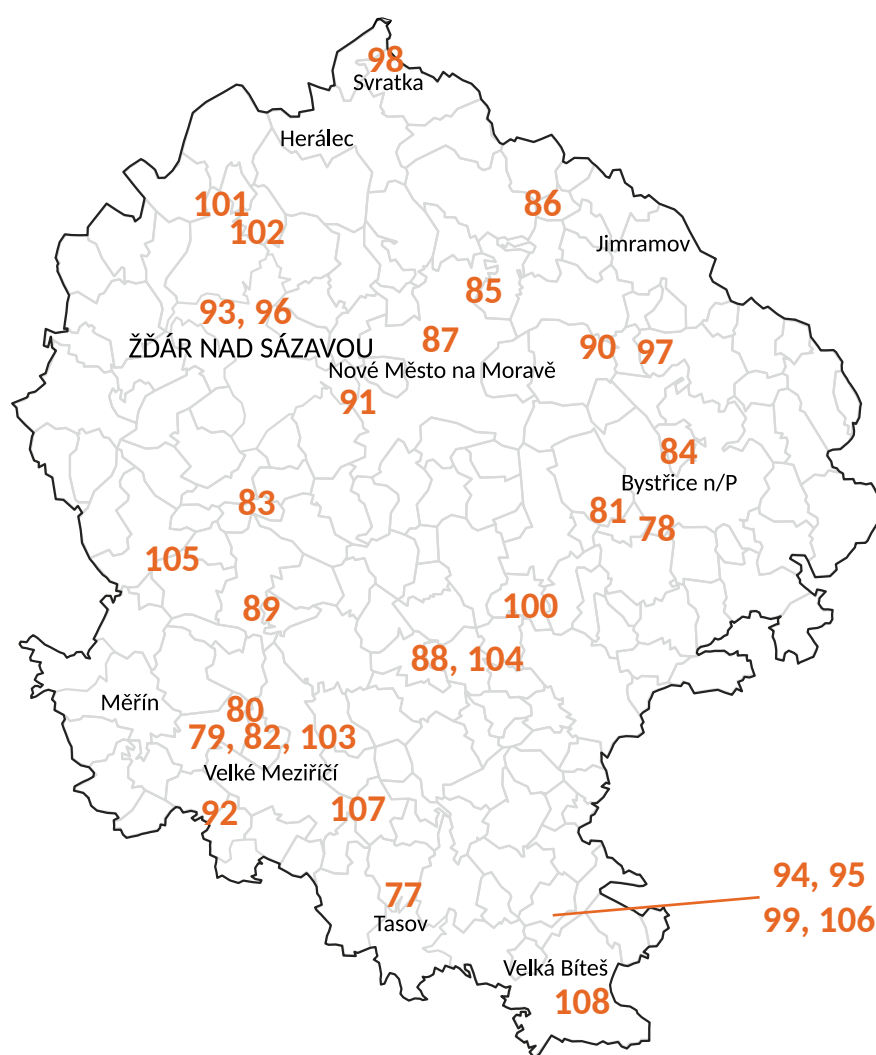 98
Svratka
Herálec
101
86
102
Jimramov
85
93, 96
87
90
97
ŽĎÁR NAD SÁZAVOU
Nové Město na Moravě
91
84
Bystřice n/P
83
81
78
105
89
100
88, 104
Měřín
80
79, 82, 103
Velké Meziříčí
92
107
94, 95
77
99, 106
Tasov
Velká Bíteš
108